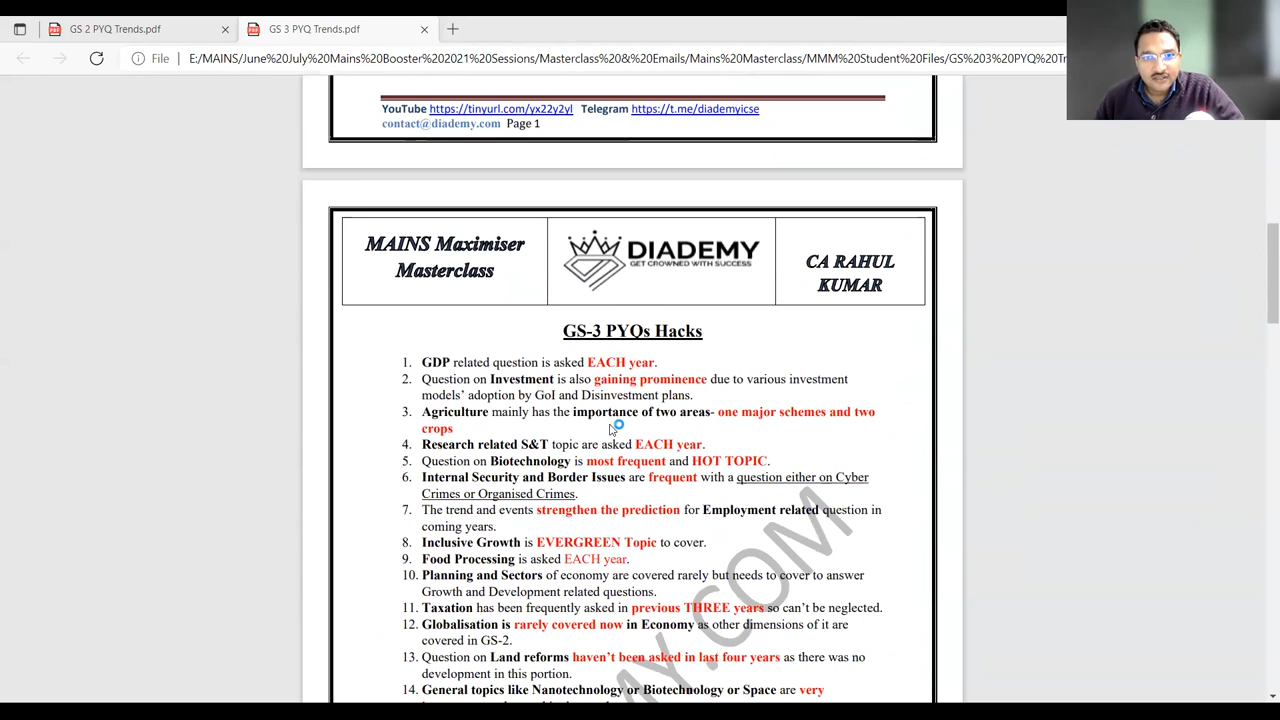 GS 2 PYQ Trends.pdf
GS 3 PYQ Trends.pdf
File
E:/MAINS/June%20July%20Mains%20Booster%20Course%20Sessions/Masterclass%20&%20Emails/Mains%20Masterclass/MMM%20Student%20Files/GS%203%20PYQ%20Tr
YouTube https://tinyurl.com/yx22y2yl Telegram https://t.me/diademyicse
contact@diademy.com Page 1
MAINS Maximiser
Masterclass
DIADEMY
GET CROWNED WITH SUCCESS
CA RAHUL
KUMAR
GS-3 PYQs Hacks
1. GDP related question is asked EACH year.
2. Question on Investment is also gaining prominence due to various investment
models' adoption by GoI and Disinvestment plans.
3. Agriculture mainly has the importance of two areas- one major schemes and two
crops
4. Research related S&T topic are asked EACH year.
5. Question on Biotechnology is most frequent and HOT TOPIC.
6. Internal Security and Border Issues are frequent with a question either on Cyber
Crimes or Organised Crimes.
7. The trend and events strengthen the prediction for Employment related question in
coming years.
8. Inclusive Growth is EVERGREEN Topic to cover.
9. Food Processing is asked EACH year.
10. Planning and Sectors of economy are covered rarely but needs to cover to answer
Growth and Development related questions.
11. Taxation has been frequently asked in previous THREE years so can't be neglected.
12. Globalisation is rarely covered now in Economy as other dimensions of it are
covered in GS-2.
13. Question on Land reforms haven't been asked in last four years as there was no
development in this portion.
14. General topics like Nanotechnology or Biotechnology or Space are very
MY.COM